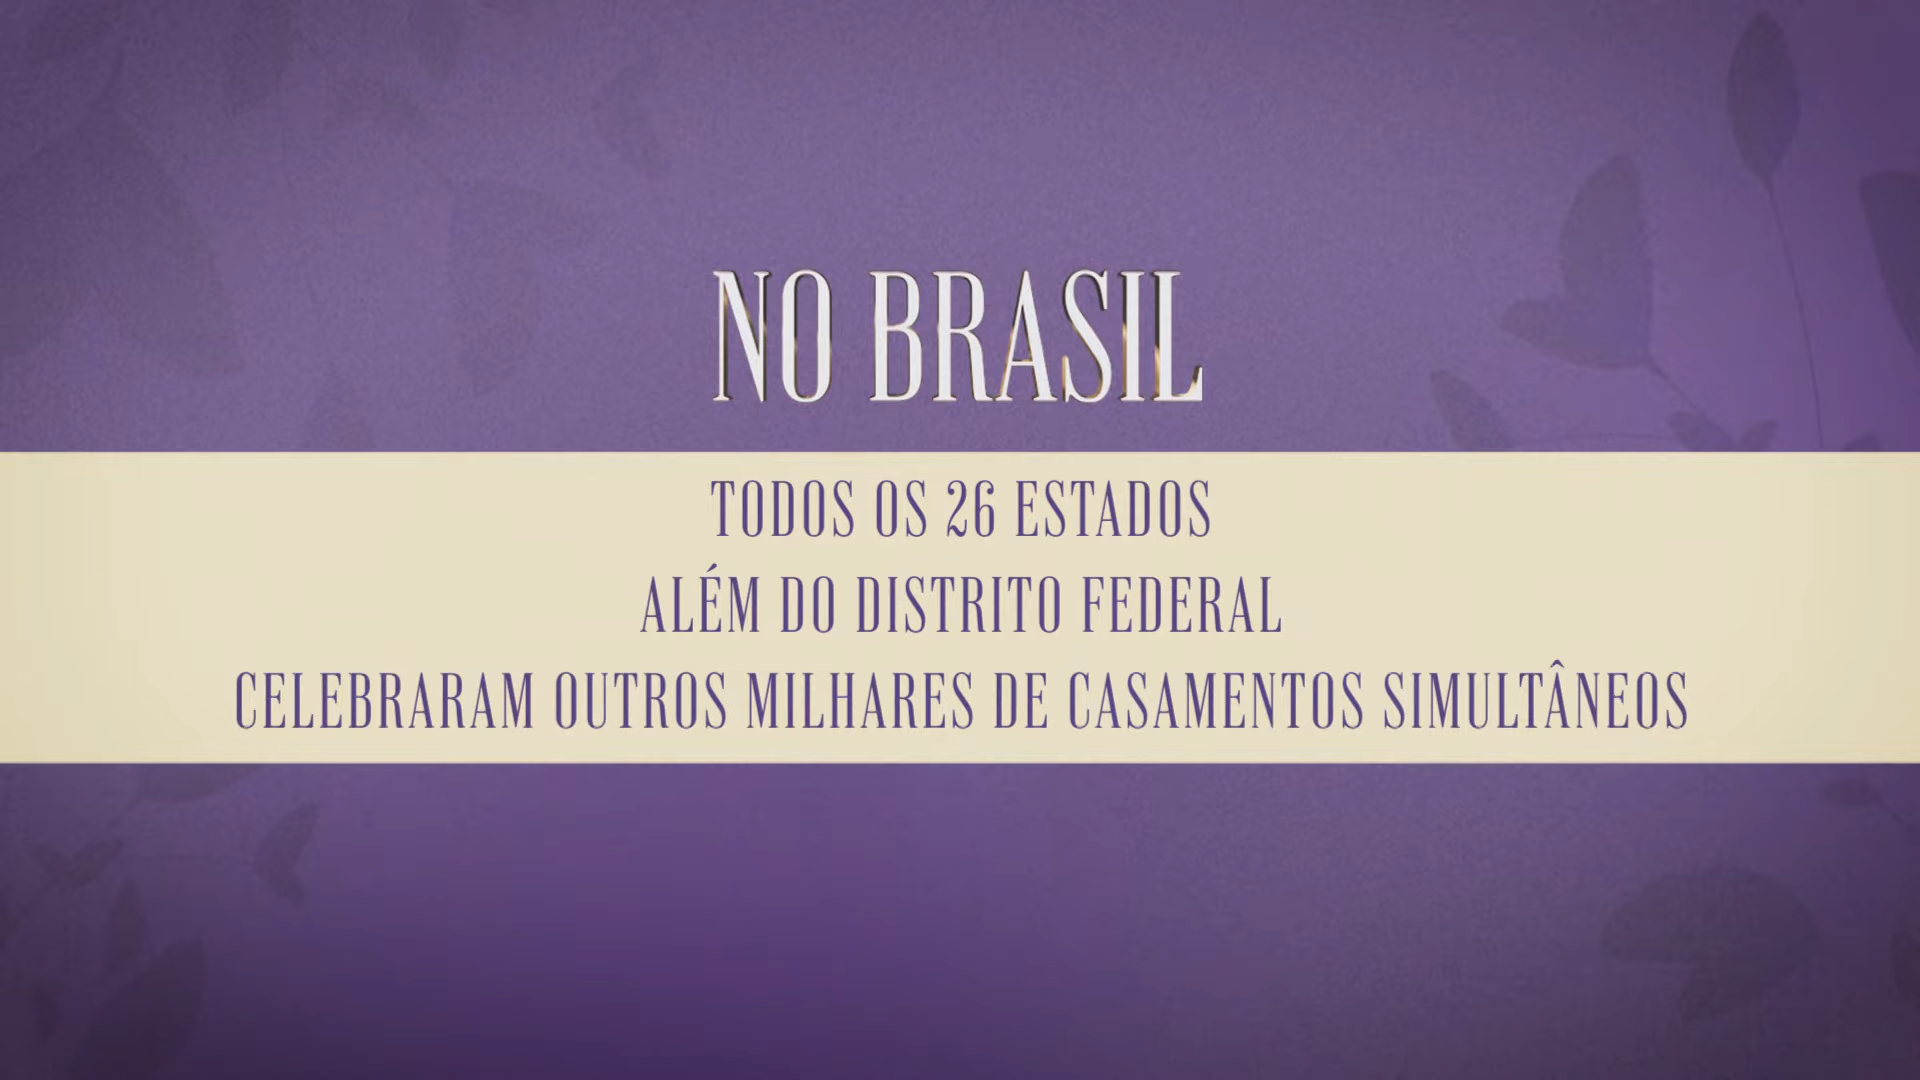 NO BRASIL
TODOS OS 26 ESTADOS
ALÉM DO DISTRITO FEDERAL
CELEBRARAM OUTROS MILHARES DE CASAMENTOS SIMULTÂNEOS